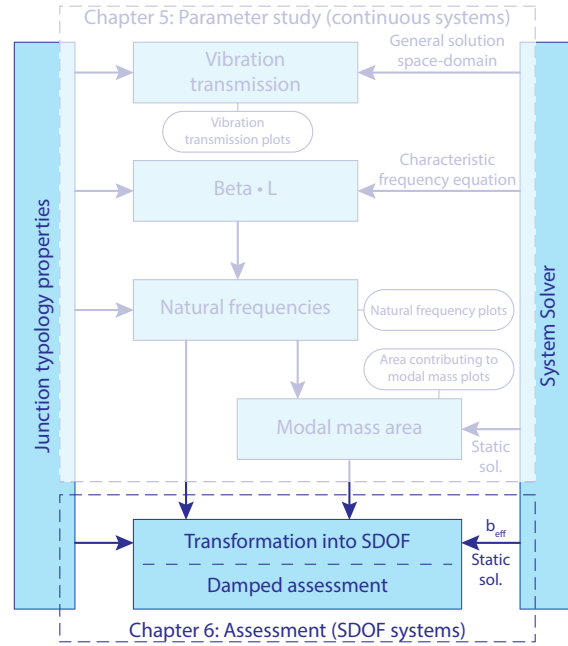 Chapter 5: Parameter study (continuous systems)
General solution
space-domain
Vibration
transmission
Vibration
transmission plots
Characteristic
frequency equation
Beta • L
Junction typology properties
System Solver
Natural frequencies
Natural frequency plots
Area contributing to
modal mass plots
Modal mass area
Static
sol.
Transformation into SDOF
b_eff
Static
sol.
Damped assessment
Chapter 6: Assessment (SDOF systems)